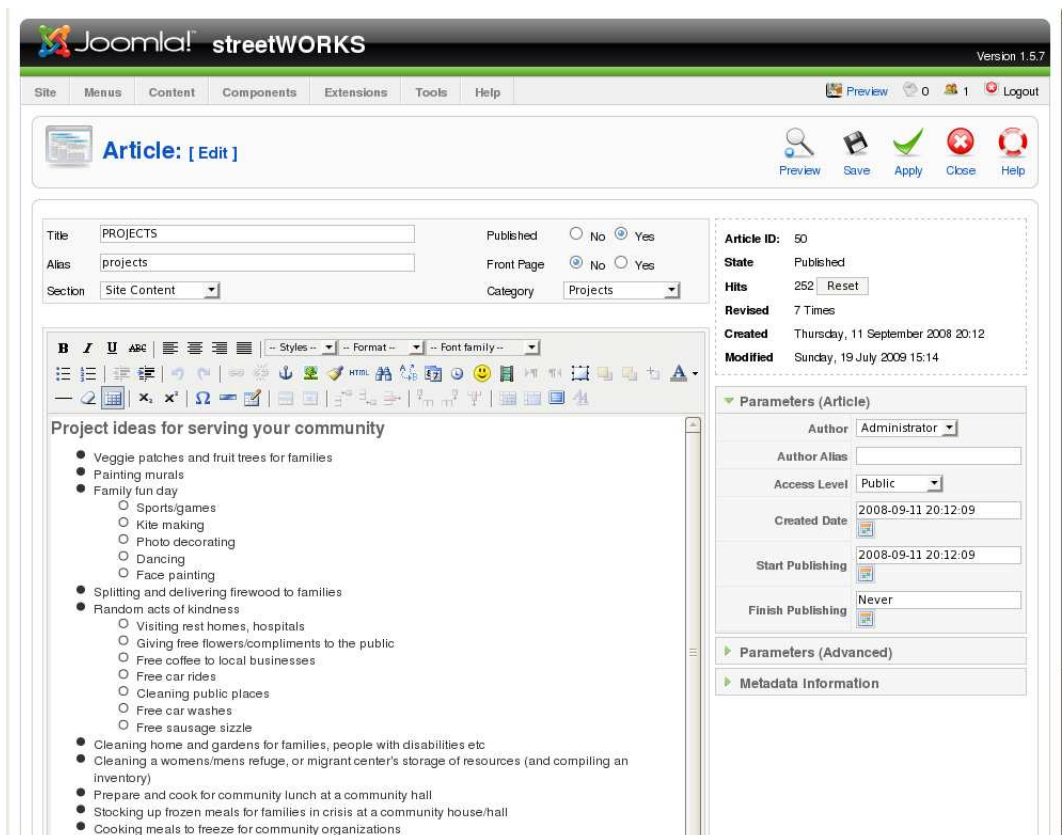 Joomla! streetWORKS
Version 1.5.7
Site Menus Content Components Extensions Tools Help
Preview 0 1 Logout
Article: [ Edit ]
Preview Save Apply Close Help
Title PROJECTS
Published No Yes
Alias projects
Front Page No Yes
Section Site Content
Category Projects
Article ID: 50
State Published
Hits 252 Reset
Revised 7 Times
Created Thursday, 11 September 2008 20:12
Modified Sunday, 19 July 2009 15:14
B I U ABC -- Styles -- -- Format -- -- Font family --
HTML A
Project ideas for serving your community
Veggie patches and fruit trees for families
Painting murals
Family fun day
Sports/games
Kite making
Photo decorating
Dancing
Face painting
Splitting and delivering firewood to families
Random acts of kindness
Visiting rest homes, hospitals
Giving free flowers/compliments to the public
Free coffee to local businesses
Free car rides
Cleaning public places
Free car washes
Free sausage sizzle
Cleaning home and gardens for families, people with disabilities etc
Cleaning a womens/mens refuge, or migrant center's storage of resources (and compiling an
inventory)
Prepare and cook for community lunch at a community hall
Stocking up frozen meals for families in crisis at a community house/hall
Cooking meals to freeze for community organizations
Parameters (Article)
Author Administrator
Author Alias
Access Level Public
Created Date 2008-09-11 20:12:09
Start Publishing 2008-09-11 20:12:09
Finish Publishing Never
Parameters (Advanced)
Metadata Information